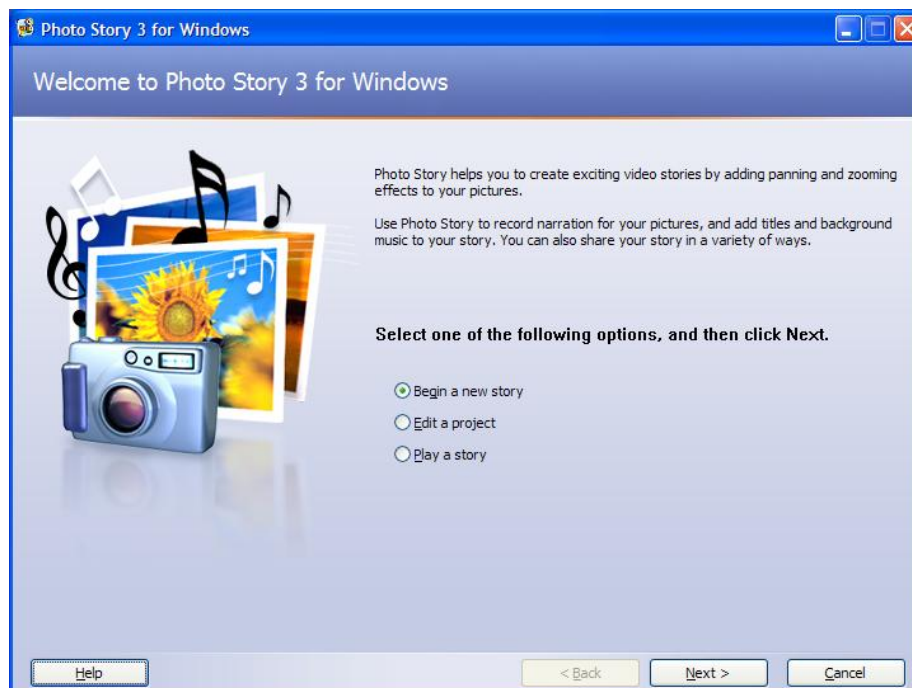 Photo Story 3 for Windows
Welcome to Photo Story 3 for Windows
Photo Story helps you to create exciting video stories by adding panning and zooming
effects to your pictures.
Use Photo Story to record narration for your pictures, and add titles and background
music to your story. You can also share your story in a variety of ways.
Select one of the following options, and then click Next.
Begin a new story
Edit a project
Play a story
Help
< Back
Next >
Cancel